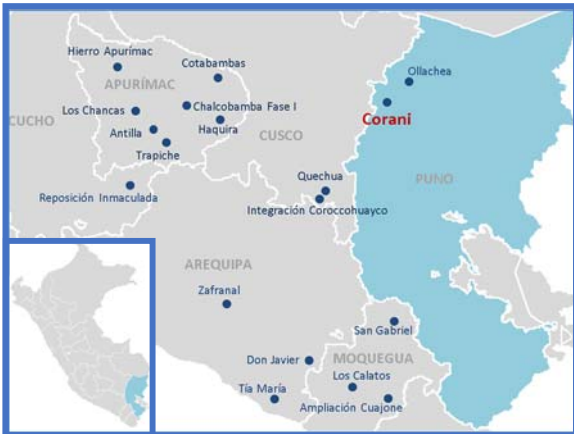 Hierro Apurímac
Cotabambas
Ollachea
APURÍMAC
Los Chancas
Chalcobamba Fase I
Corani
CUCHO
Antilla
Haquira
CUSCO
Trapiche
Quechua
PUNO
Reposición Inmaculada
Integración Coroccohuayco
AREQUIPA
Zafranal
San Gabriel
Don Javier
MOQUEGUA
Los Calatos
Tía María
Ampliación Cuajone